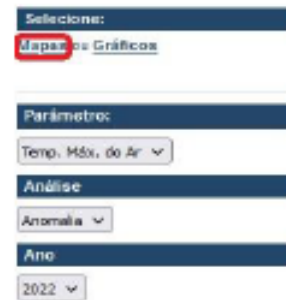 Selecione:
Mapas ou Gráficos
Parâmetro:
Temp. Máx. do Ar
Análise
Anomalia
Ano
2022